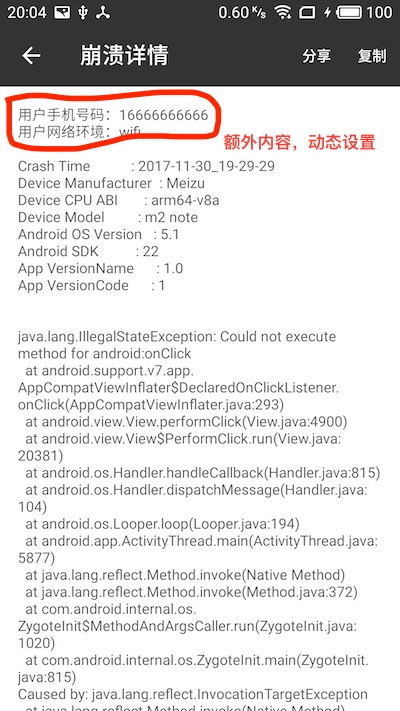 20:04 0.60 K/s 100
崩溃详情 分享 复制
用户手机号码：16666666666
用户网络环境：wifi
额外内容，动态设置
Crash Time : 2017-11-30_19-29-29
Device Manufacturer : Meizu
Device CPU ABI : arm64-v8a
Device Model : m2 note
Android OS Version : 5.1
Android SDK : 22
App VersionName : 1.0
App VersionCode : 1
java.lang.IllegalStateException: Could not execute
method for android:onClick
at android.support.v7.app.
AppCompatViewInflater$DeclaredOnClickListener.
onClick(AppCompatViewInflater.java:293)
at android.view.View.performClick(View.java:4900)
at android.view.View$PerformClick.run(View.java:
20381)
at android.os.Handler.handleCallback(Handler.java:815)
at android.os.Handler.dispatchMessage(Handler.java:
104)
at android.os.Looper.loop(Looper.java:194)
at android.app.ActivityThread.main(ActivityThread.java:
5877)
at java.lang.reflect.Method.invoke(Native Method)
at java.lang.reflect.Method.invoke(Method.java:372)
at com.android.internal.os.
ZygoteInit$MethodAndArgsCaller.run(ZygoteInit.java:
1020)
at com.android.internal.os.ZygoteInit.main(ZygoteInit.
java:815)
Caused by: java.lang.reflect.InvocationTargetException
at java.lang.reflect.Method.invoke(Native Method)